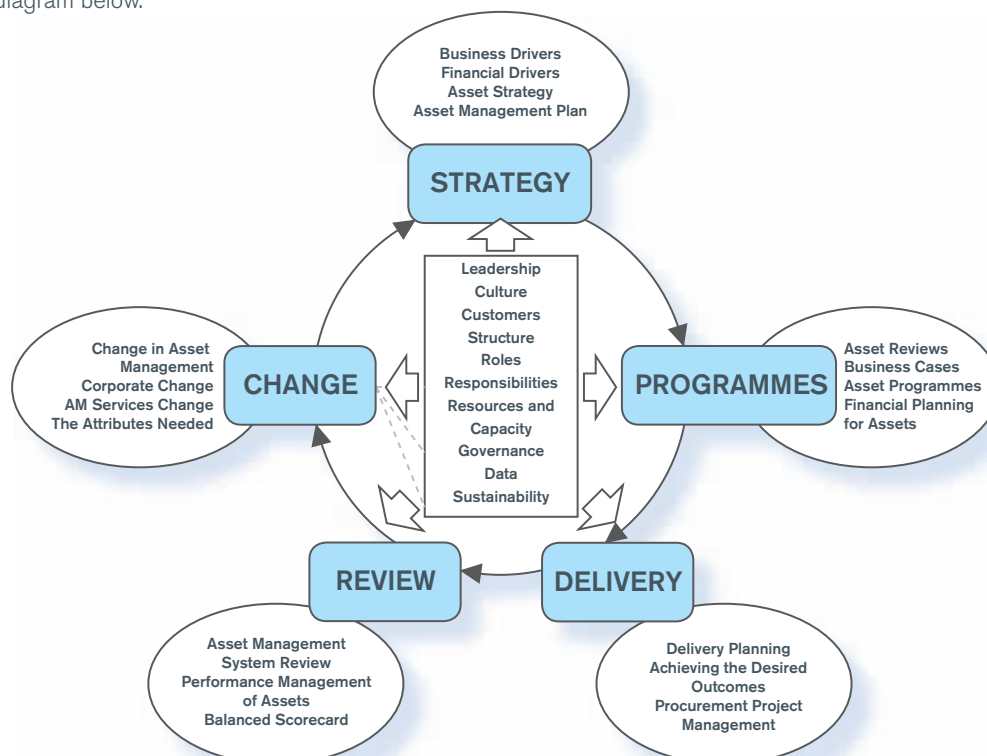 diagram below.
Business Drivers
Financial Drivers
Asset Strategy
Asset Management Plan
STRATEGY
Leadership
Culture
Customers
Structure
Roles
Responsibilities
Resources and
Capacity
Governance
Data
Sustainability
Change in Asset
Management
Corporate Change
AM Services Change
The Attributes Needed
CHANGE
PROGRAMMES
Asset Reviews
Business Cases
Asset Programmes
Financial Planning
for Assets
REVIEW
DELIVERY
Asset Management
System Review
Performance Management
of Assets
Balanced Scorecard
Delivery Planning
Achieving the Desired
Outcomes
Procurement Project
Management